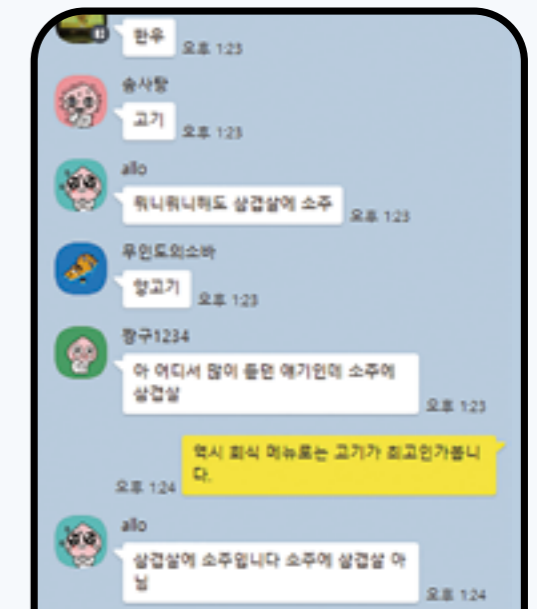 한우
오후 1:23
솜사탕
고기
오후 1:23
allo
뭐니뭐니해도 삼겹살에 소주
오후 1:23
무인도의소바
양고기
오후 1:23
짱구1234
아 어디서 많이 듣던 얘기인데 소주에
삼겹살
오후 1:23
역시 회식 메뉴로는 고기가 최고인가봅니
다.
오후 1:24
allo
삼겹살에 소주입니다 소주에 삼겹살 아
님
오후 1:24